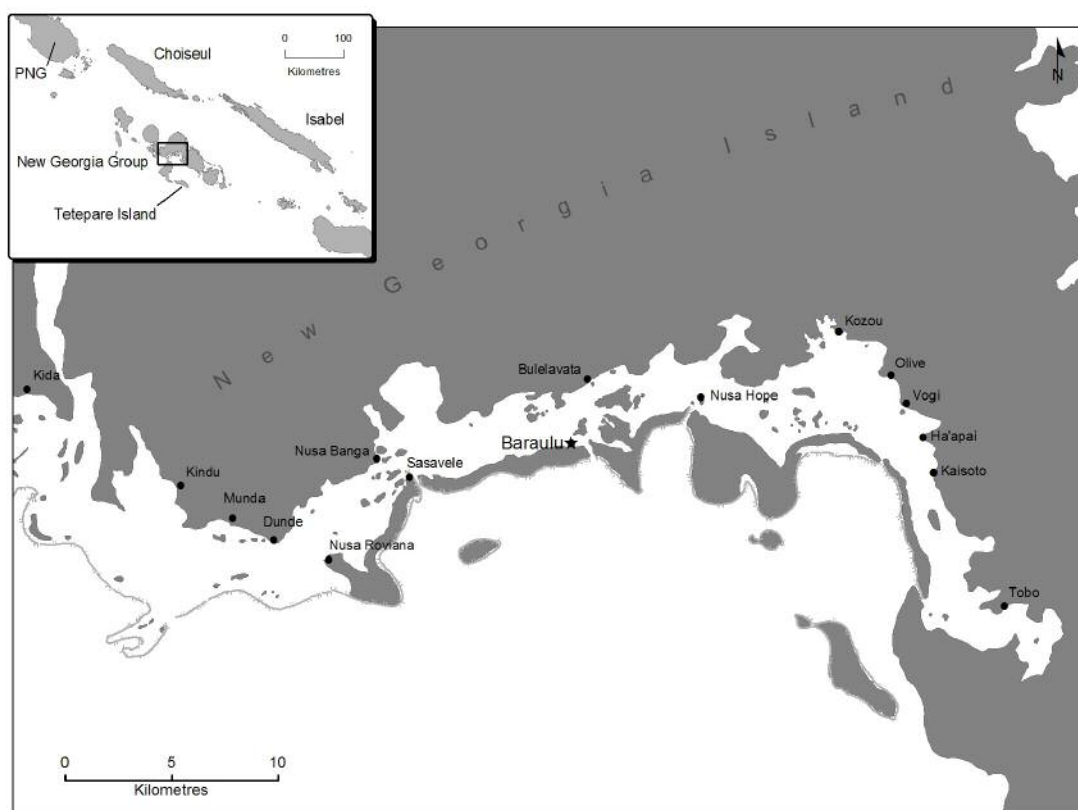 0 100
Kilometres
Choiseul
PNG
Isabel
New Georgia Group
Tetepare Island
N
New Georgia Island
Kozou
Kida
Bulelavata
Olive
Nusa Hope
Vogi
Baraulu
Ha'apai
Nusa Banga
Sasavele
Kaisoto
Kindu
Munda
Dunde
Nusa Roviana
Tobo
0 5 10
Kilometres